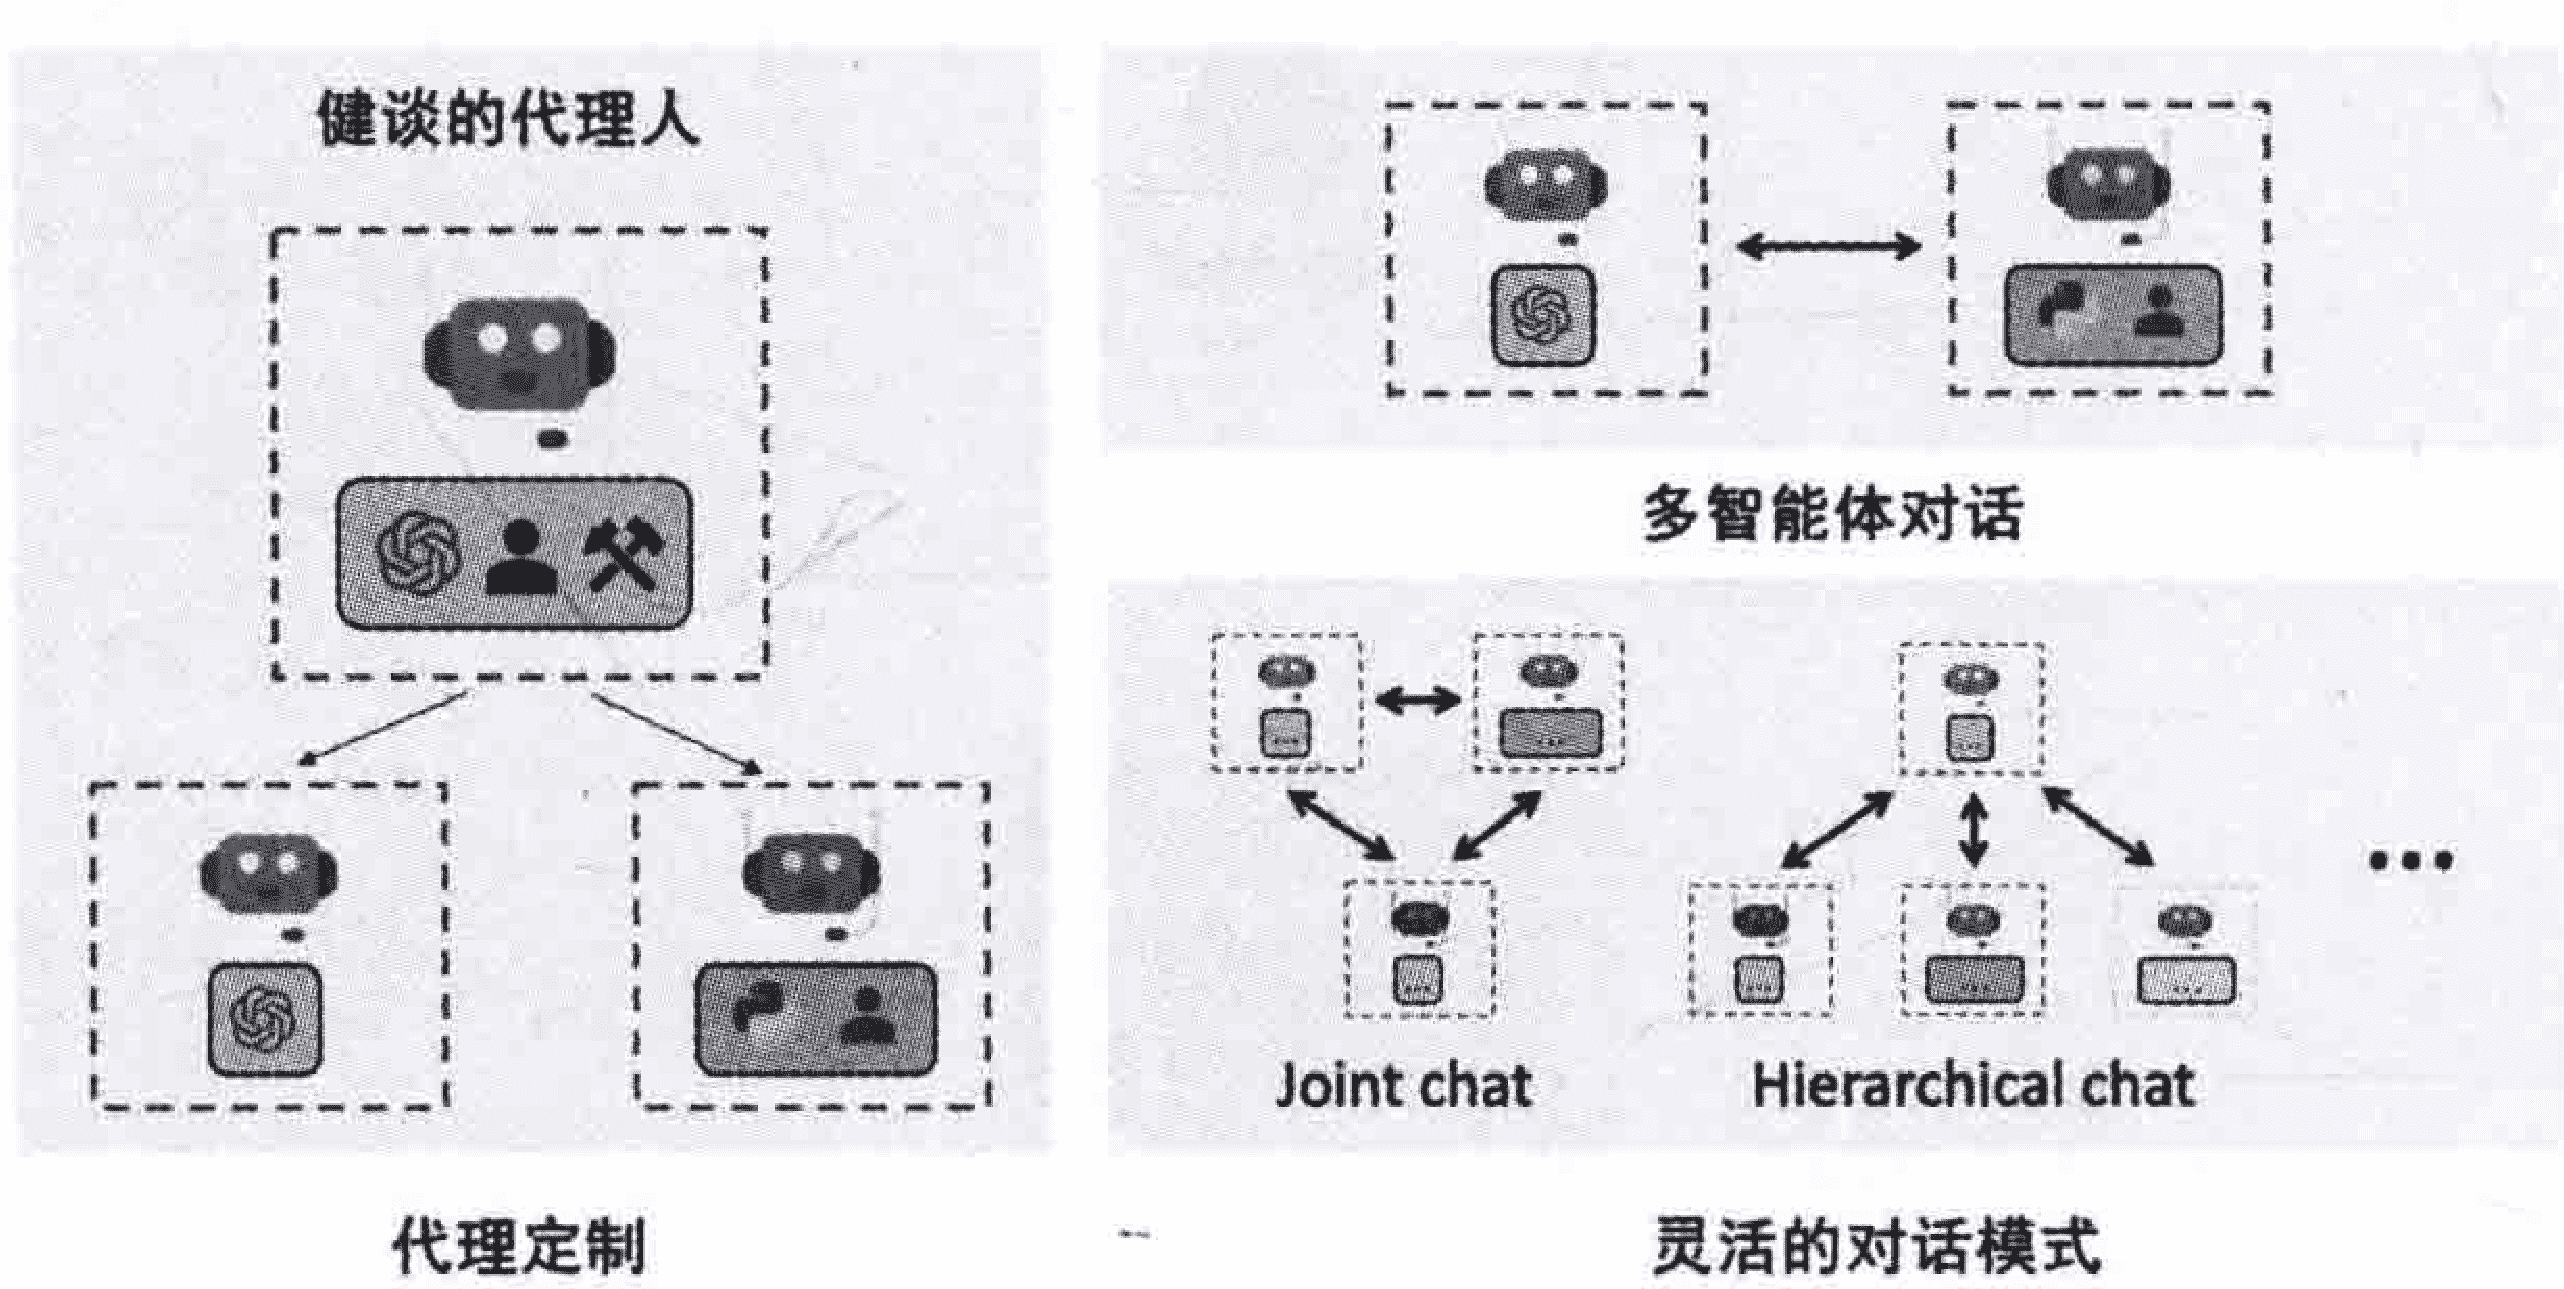 健谈的代理人
代理定制
多智能体对话
Joint chat
Hierarchical chat
灵活的对话模式